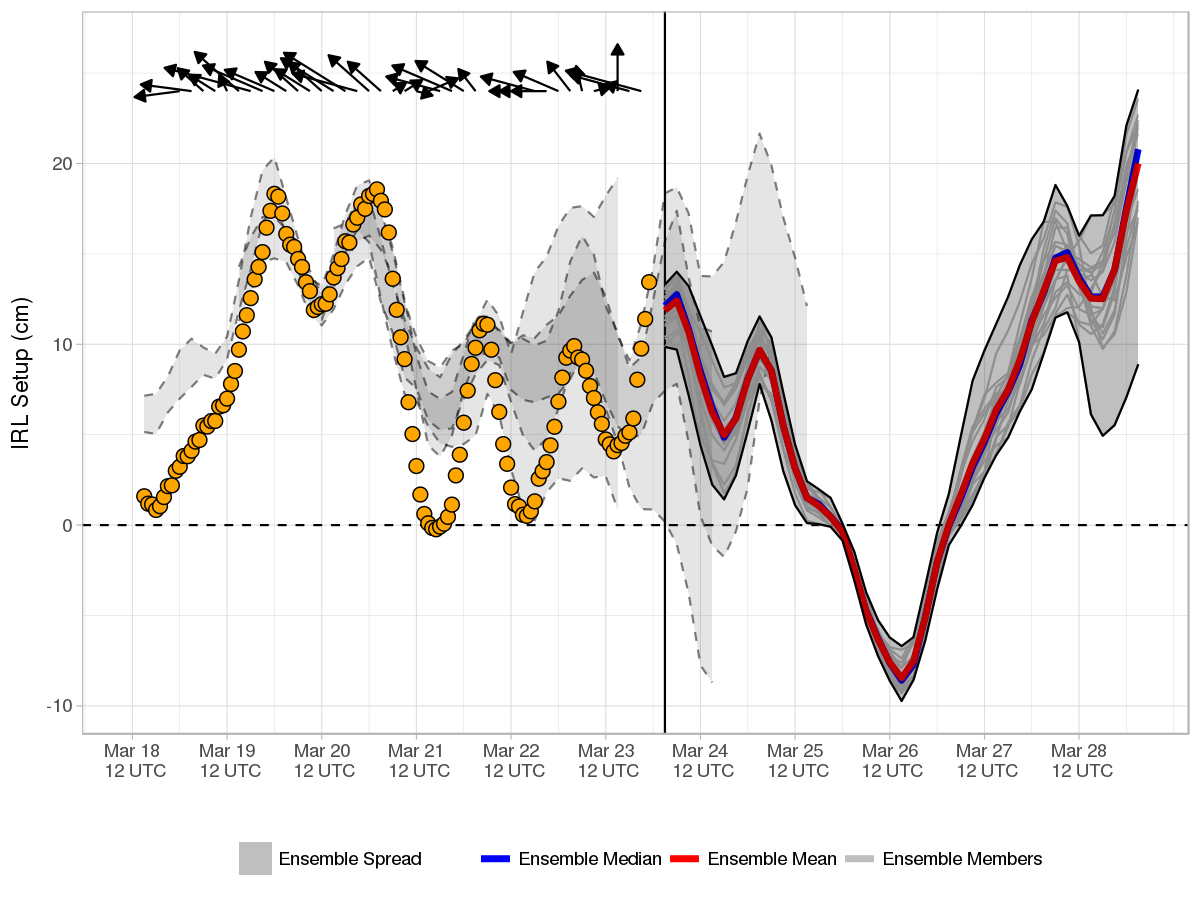 IRL Setup (cm)
20
10
0
-10
Mar 18 Mar 19 Mar 20 Mar 21 Mar 22 Mar 23 Mar 24 Mar 25 Mar 26 Mar 27 Mar 28
12 UTC 12 UTC 12 UTC 12 UTC 12 UTC 12 UTC 12 UTC 12 UTC 12 UTC 12 UTC 12 UTC
Ensemble Spread Ensemble Median Ensemble Mean Ensemble Members